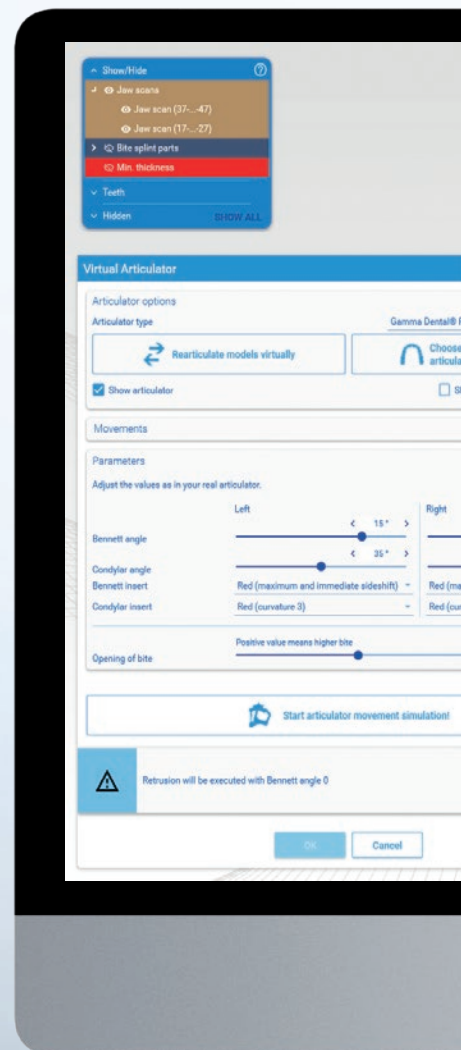 Show/Hide
Jaw scans
Jaw scan (37-...-47)
Jaw scan (17-...-27)
Bite splint parts
Min. thickness
Teeth
Hidden SHOW ALL
Virtual Articulator
Articulator options
Articulator type Gamma Dental®
Rearticulate models virtually
Choose
Show articulator
Movements
Parameters
Adjust the values as in your real articulator.
Left Right
15°
Bennett angle
35°
Condylar angle
Bennett insert Red (maximum and immediate sideshift) Red (ma
Condylar insert Red (curvature 3) Red (cur
Positive value means higher bite
Opening of bite
Start articulator movement simulation!
Retrusion will be executed with Bennett angle 0
OK Cancel